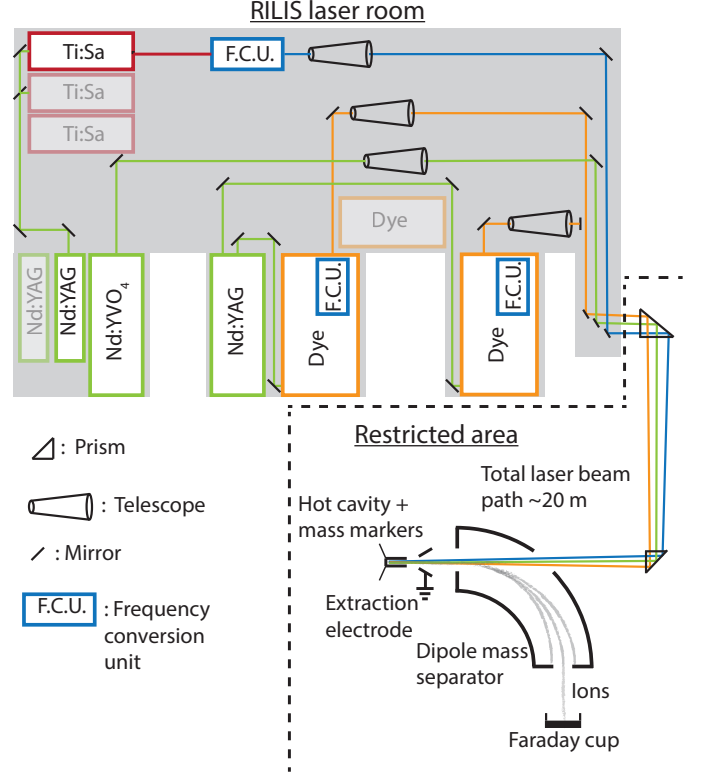 RILIS laser room
Ti:Sa
F.C.U.
Ti:Sa
Ti:Sa
Dye
Nd:YAG
Nd:YAG
Nd:YVO4
Nd:YAG
Dye
F.C.U.
Dye
F.C.U.
: Prism
: Telescope
: Mirror
F.C.U.
: Frequency
conversion
unit
Restricted area
Total laser beam
path ~20 m
Hot cavity +
mass markers
Extraction
electrode
Dipole mass
separator
Ions
Faraday cup